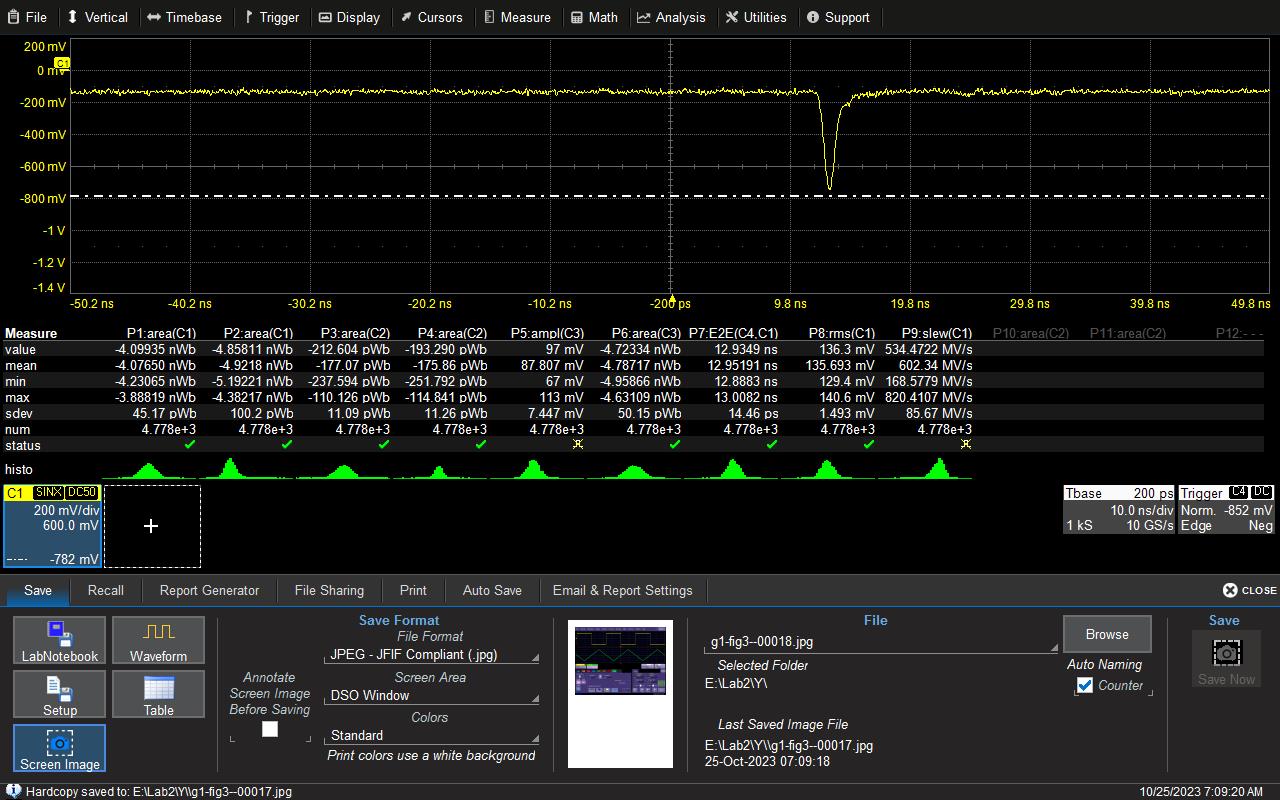 File Vertical Timebase Trigger Display Cursors Measure Math Analysis Utilities Support
200 mV
C1
0 mV
-200 mV
-400 mV
-600 mV
-800 mV
-1 V
-1.2 V
-1.4 V
-50.2 ns -40.2 ns -30.2 ns -20.2 ns -10.2 ns -200 ps 9.8 ns 19.8 ns 29.8 ns 39.8 ns 49.8 ns
Measure P1:area(C1) P2:area(C1) P3:area(C2) P4:area(C2) P5:ampl(C3) P6:area(C3) P7:E2E(C4,C1) P8:rms(C1) P9:slew(C1) P10:area(C2) P11:area(C2) P12:- - -
value -4.09935 nWb -4.85811 nWb -212.604 pWb -193.290 pWb 97 mV -4.72334 nWb 12.9349 ns 136.3 mV 534.4722 MV/s
mean -4.07650 nWb -4.9218 nWb -177.07 pWb -175.86 pWb 87.807 mV -4.78717 nWb 12.95191 ns 135.693 mV 602.34 MV/s
min -4.23065 nWb -5.19221 nWb -237.594 pWb -251.792 pWb 67 mV -4.95866 nWb 12.8883 ns 129.4 mV 168.5779 MV/s
max -3.88819 nWb -4.38217 nWb -110.126 pWb -114.841 pWb 113 mV -4.63109 nWb 13.0082 ns 140.6 mV 820.4107 MV/s
sdev 45.17 pWb 100.2 pWb 11.09 pWb 11.26 pWb 7.447 mV 50.15 pWb 14.46 ps 1.493 mV 85.67 MV/s
num 4.778e+3 4.778e+3 4.778e+3 4.778e+3 4.778e+3 4.778e+3 4.778e+3 4.778e+3 4.778e+3
status
histo
C1 SINX DC50
200 mV/div
600.0 mV
-782 mV
+
Tbase 200 ps
10.0 ns/div
1 kS 10 GS/s
Trigger C4 DC
Norm. -852 mV
Edge Neg
Save Recall Report Generator File Sharing Print Auto Save Email & Report Settings CLOSE
LabNotebook
Waveform
Setup
Table
Screen Image
Annotate
Screen Image
Before Saving
Save Format
File Format
JPEG - JFIF Compliant (.jpg)
Screen Area
DSO Window
Colors
Standard
Print colors use a white background
File
g1-fig3--00018.jpg
Browse
Selected Folder
E:\Lab2\Y\
Auto Naming
Counter
Last Saved Image File
E:\Lab2\Y\\g1-fig3--00017.jpg
25-Oct-2023 07:09:18
Save
Save Now
Hardcopy saved to: E:\Lab2\Y\\g1-fig3--00017.jpg
10/25/2023 7:09:20 AM